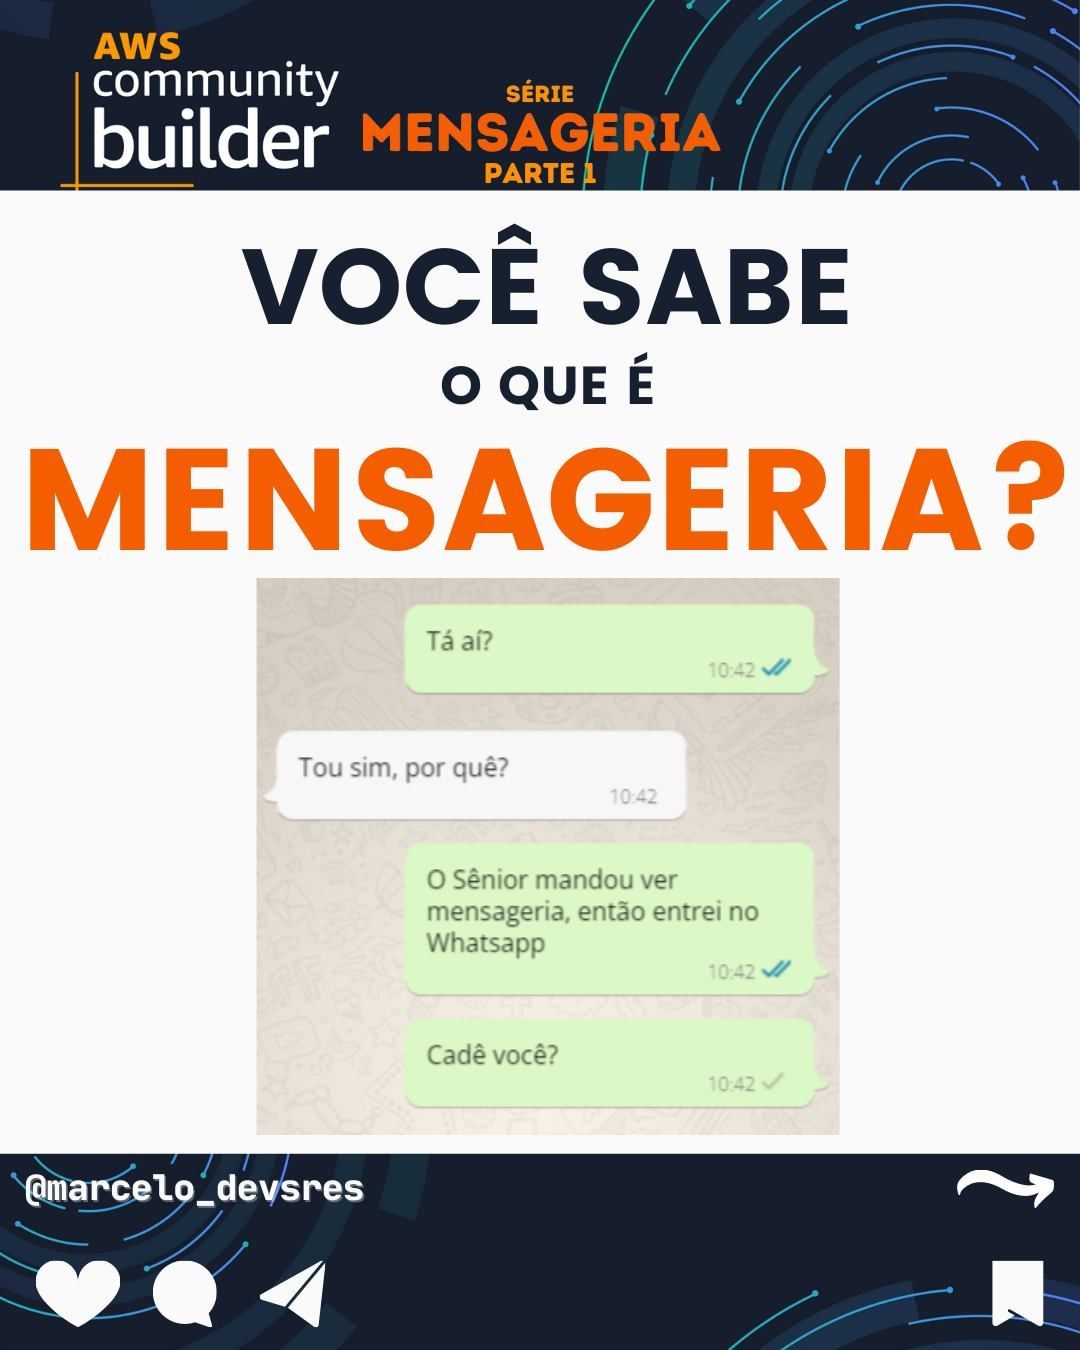 AWS
community
builder
SÉRIE
MENSAGERIA
PARTE 1
VOCÊ SABE
O QUE É
MENSAGERIA?
Tá aí?
10:42
Tou sim, por quê?
10:42
O Sênior mandou ver
mensageria, então entrei no
Whatsapp
10:42
Cadê você?
10:42
@marcelo_devsres